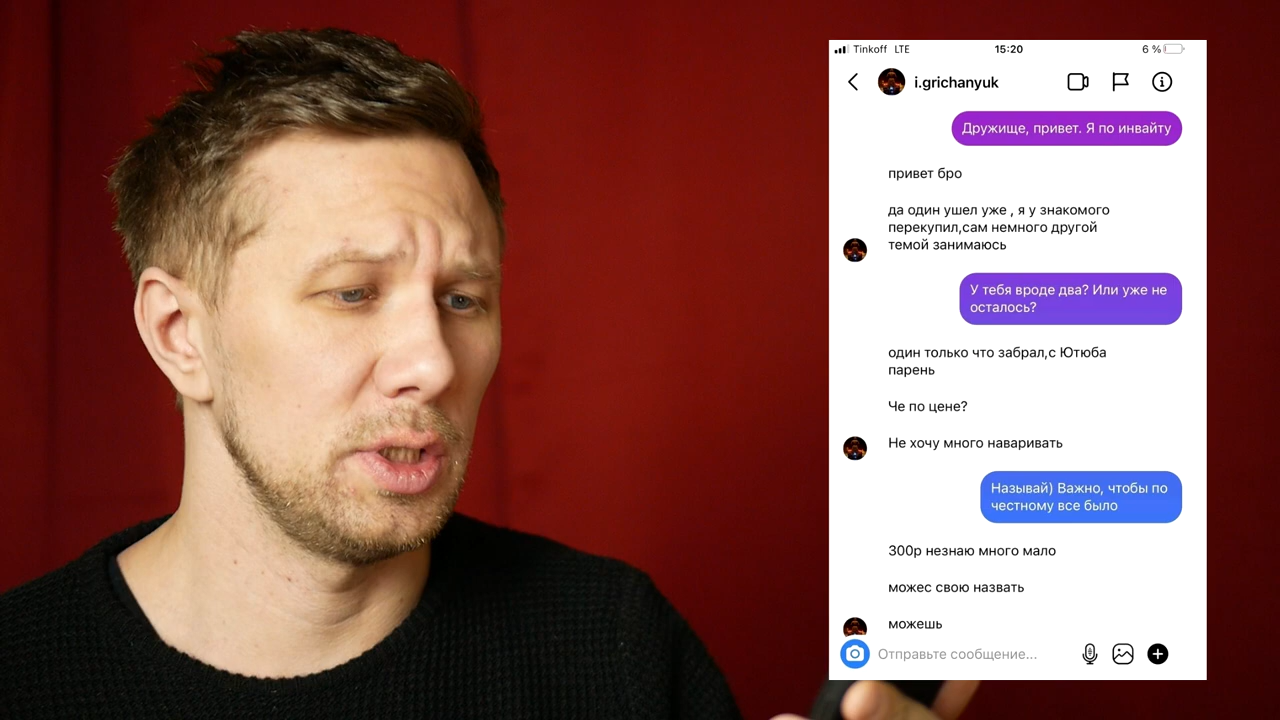 Tinkoff LTE 15:20 6 %
i.grichanyuk
Дружище, привет. Я по инвайту
привет бро
да один ушел уже , я у знакомого
перекупил,сам немного другой
темой занимаюсь
У тебя вроде два? Или уже не
осталось?
один только что забрал,с Ютюба
парень
Че по цене?
Не хочу много наваривать
Называй) Важно, чтобы по
честному все было
300р незнаю много мало
можес свою назвать
можешь
Отправьте сообщение...